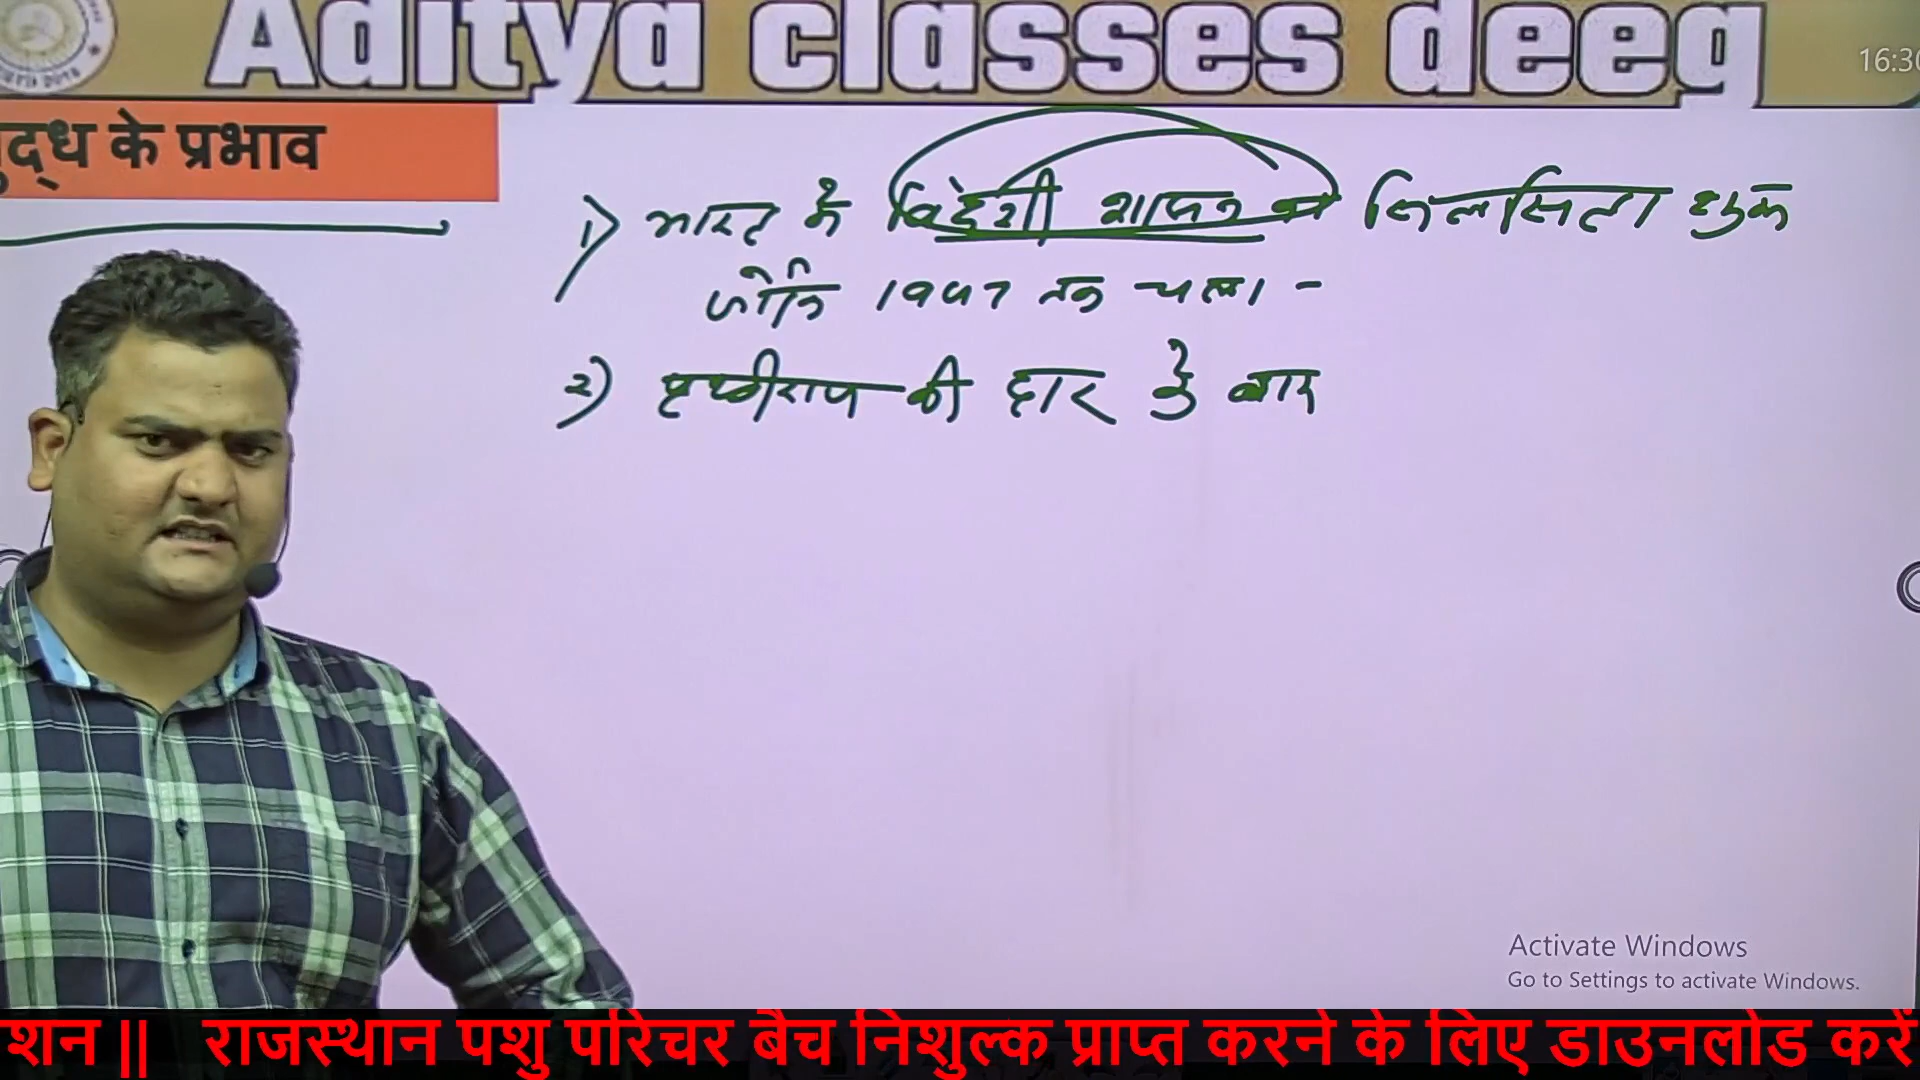 Aditya classes deeg
16:30
द्ध के प्रभाव
1) भारत में विदेशी शासन का सिलसिला शुरू
जोकि 1947 तक चला -
2) पृथ्वीराज की हार के बाद
Activate Windows
Go to Settings to activate Windows.
शन || राजस्थान पशु परिचर बैच निशुल्क प्राप्त करने के लिए डाउनलोड करें